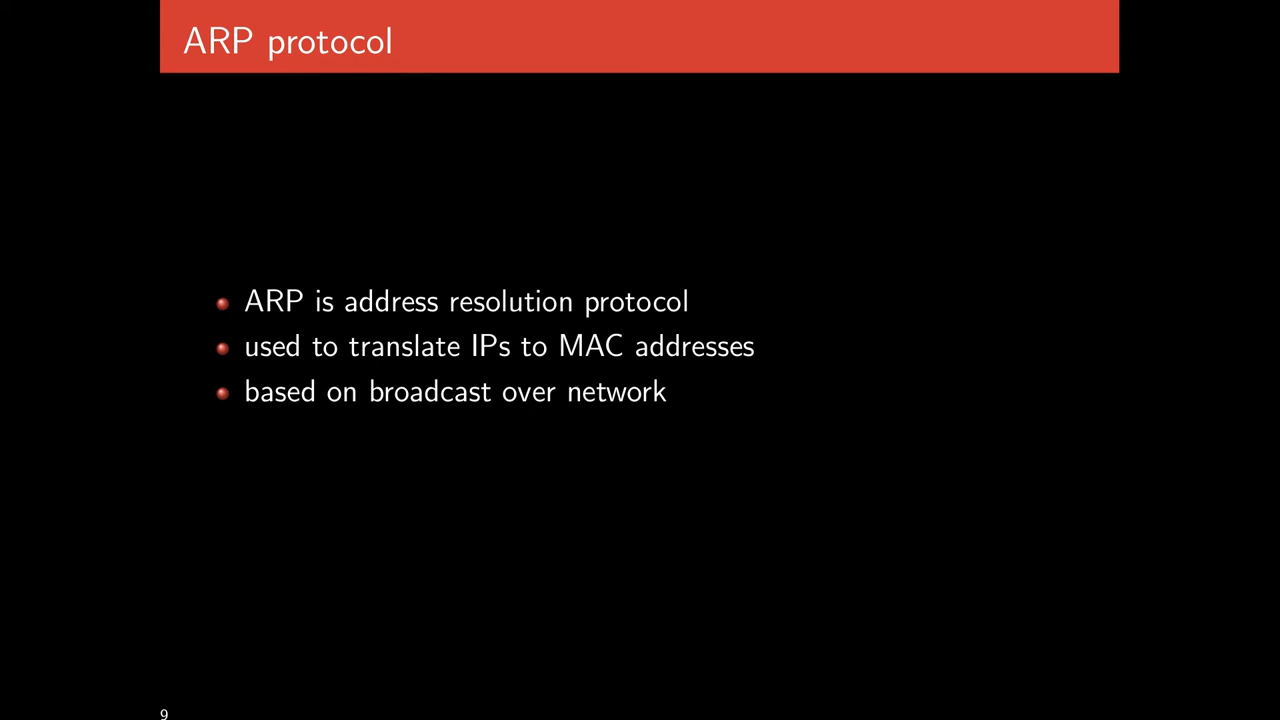 ARP protocol
ARP is address resolution protocol
used to translate IPs to MAC addresses
based on broadcast over network
9